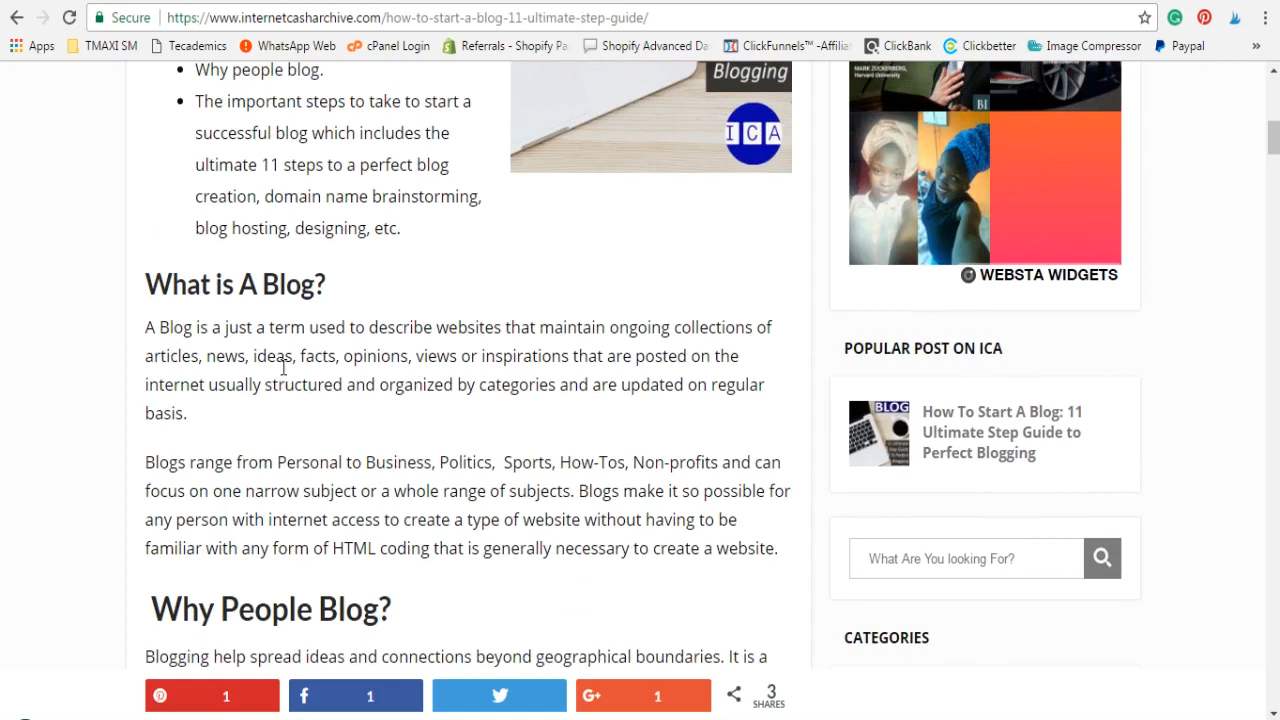 Secure https://www.internetcasharchive.com/how-to-start-a-blog-11-ultimate-step-guide/
Apps TMAXI SM Tecademics WhatsApp Web cPanel Login Referrals - Shopify Pa Shopify Advanced Da ClickFunnels™ -Affilia ClickBank Clickbetter Image Compressor Paypal »
Why people blog.
The important steps to take to start a
successful blog which includes the
ultimate 11 steps to a perfect blog
creation, domain name brainstorming,
blog hosting, designing, etc.
Blogging
ICA
What is A Blog?
A Blog is a just a term used to describe websites that maintain ongoing collections of
articles, news, ideas, facts, opinions, views or inspirations that are posted on the
internet usually structured and organized by categories and are updated on regular
basis.
Blogs range from Personal to Business, Politics,  Sports, How-Tos, Non-profits and can
focus on one narrow subject or a whole range of subjects. Blogs make it so possible for
any person with internet access to create a type of website without having to be
familiar with any form of HTML coding that is generally necessary to create a website.
Why People Blog?
Blogging help spread ideas and connections beyond geographical boundaries. It is a
1
1
G+ 1
3
SHARES
MARK ZUCKERBERG,
Harvard University
BI
WEBSTA WIDGETS
POPULAR POST ON ICA
BLOG
How To Start A Blog: 11
Ultimate Step Guide to
Perfect Blogging
What Are You looking For?
CATEGORIES